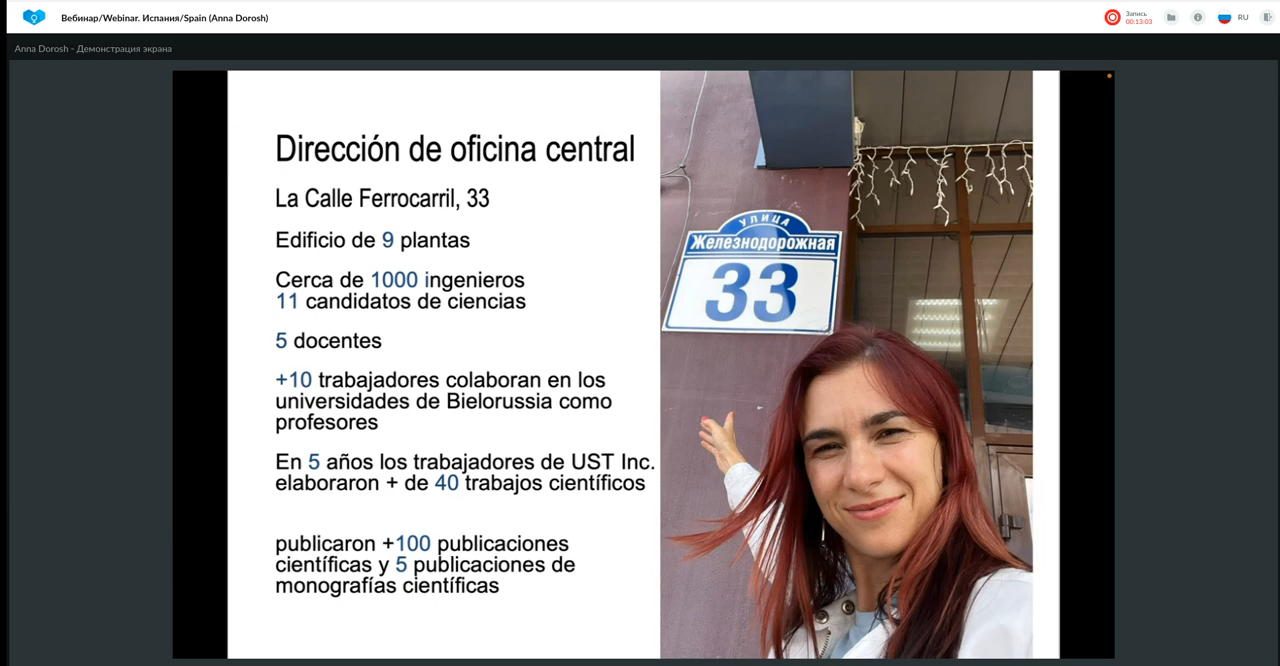 Вебинар/Webinar. Испания/Spain (Anna Dorosh)
Запись
00:13:03
RU
Anna Dorosh - Демонстрация экрана
Dirección de oficina central
La Calle Ferrocarril, 33
Edificio de 9 plantas
Cerca de 1000 ingenieros
11 candidatos de ciencias
5 docentes
+10 trabajadores colaboran en los
universidades de Bielorussia como
profesores
En 5 años los trabajadores de UST Inc.
elaboraron + de 40 trabajos científicos
publicaron +100 publicaciones
científicas y 5 publicaciones de
monografías científicas
улица
Железнодорожная
33